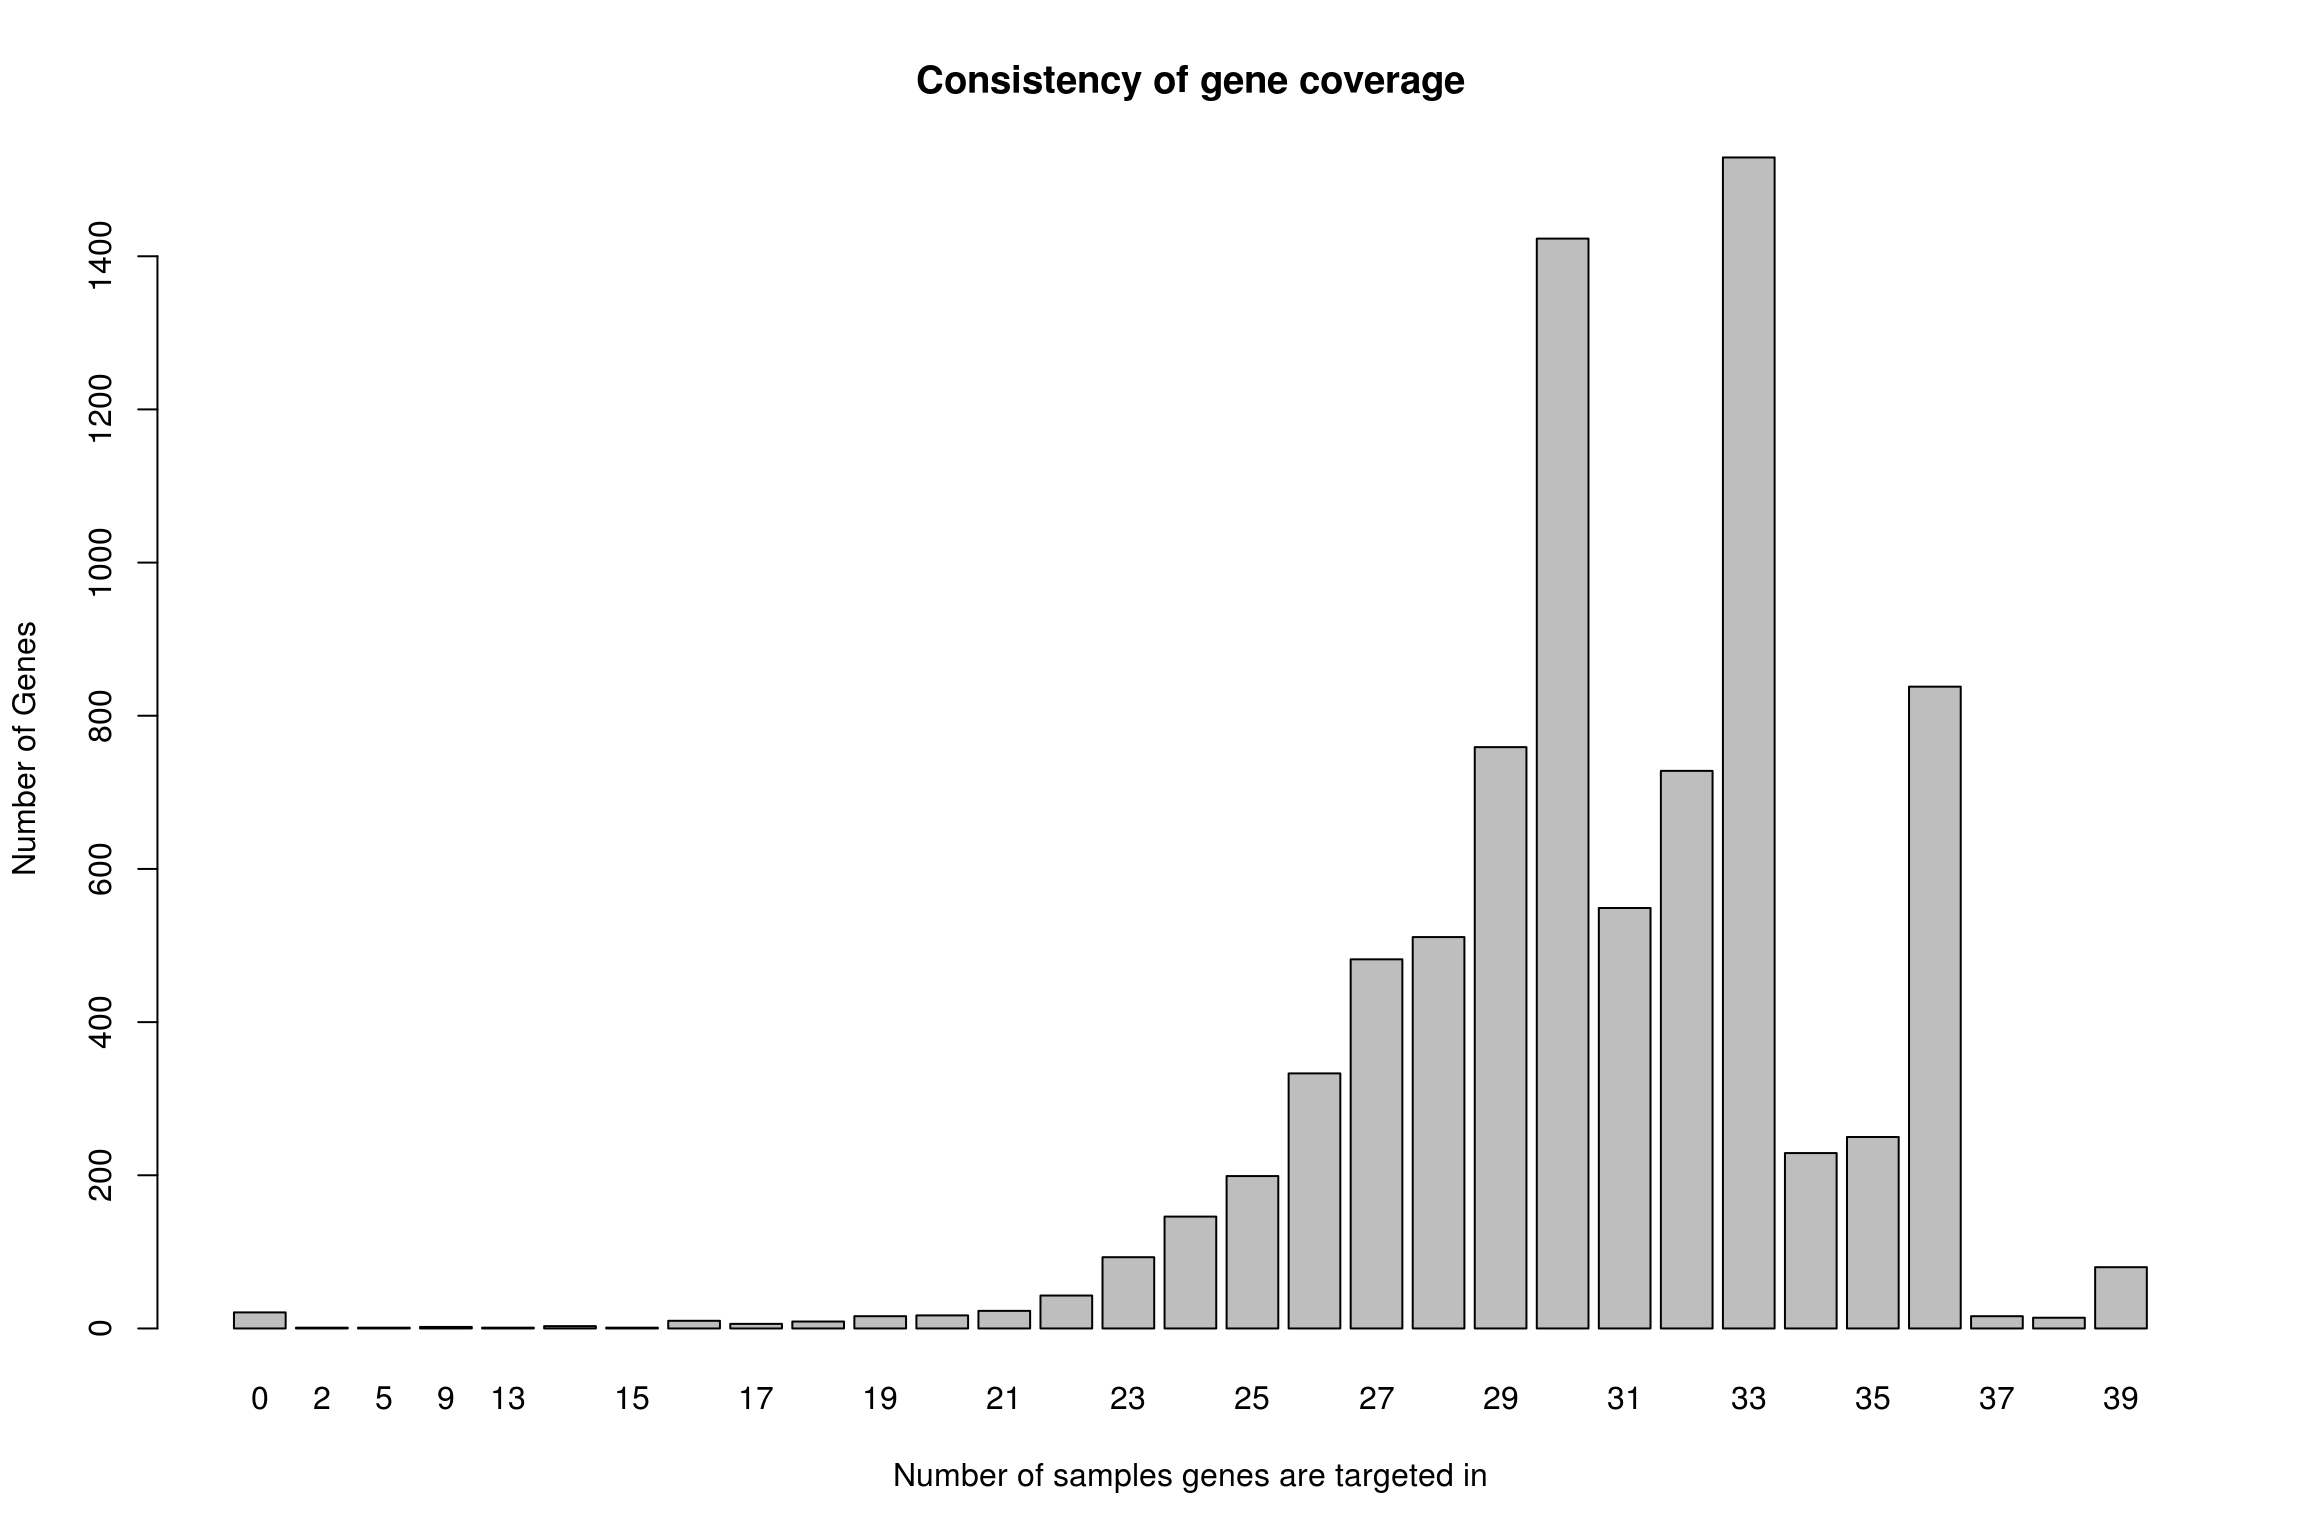 Consistency of gene coverage
Number of Genes
1400
1200
1000
800
600
400
200
0
0 2 5 9 13 15 17 19 21 23 25 27 29 31 33 35 37 39
Number of samples genes are targeted in